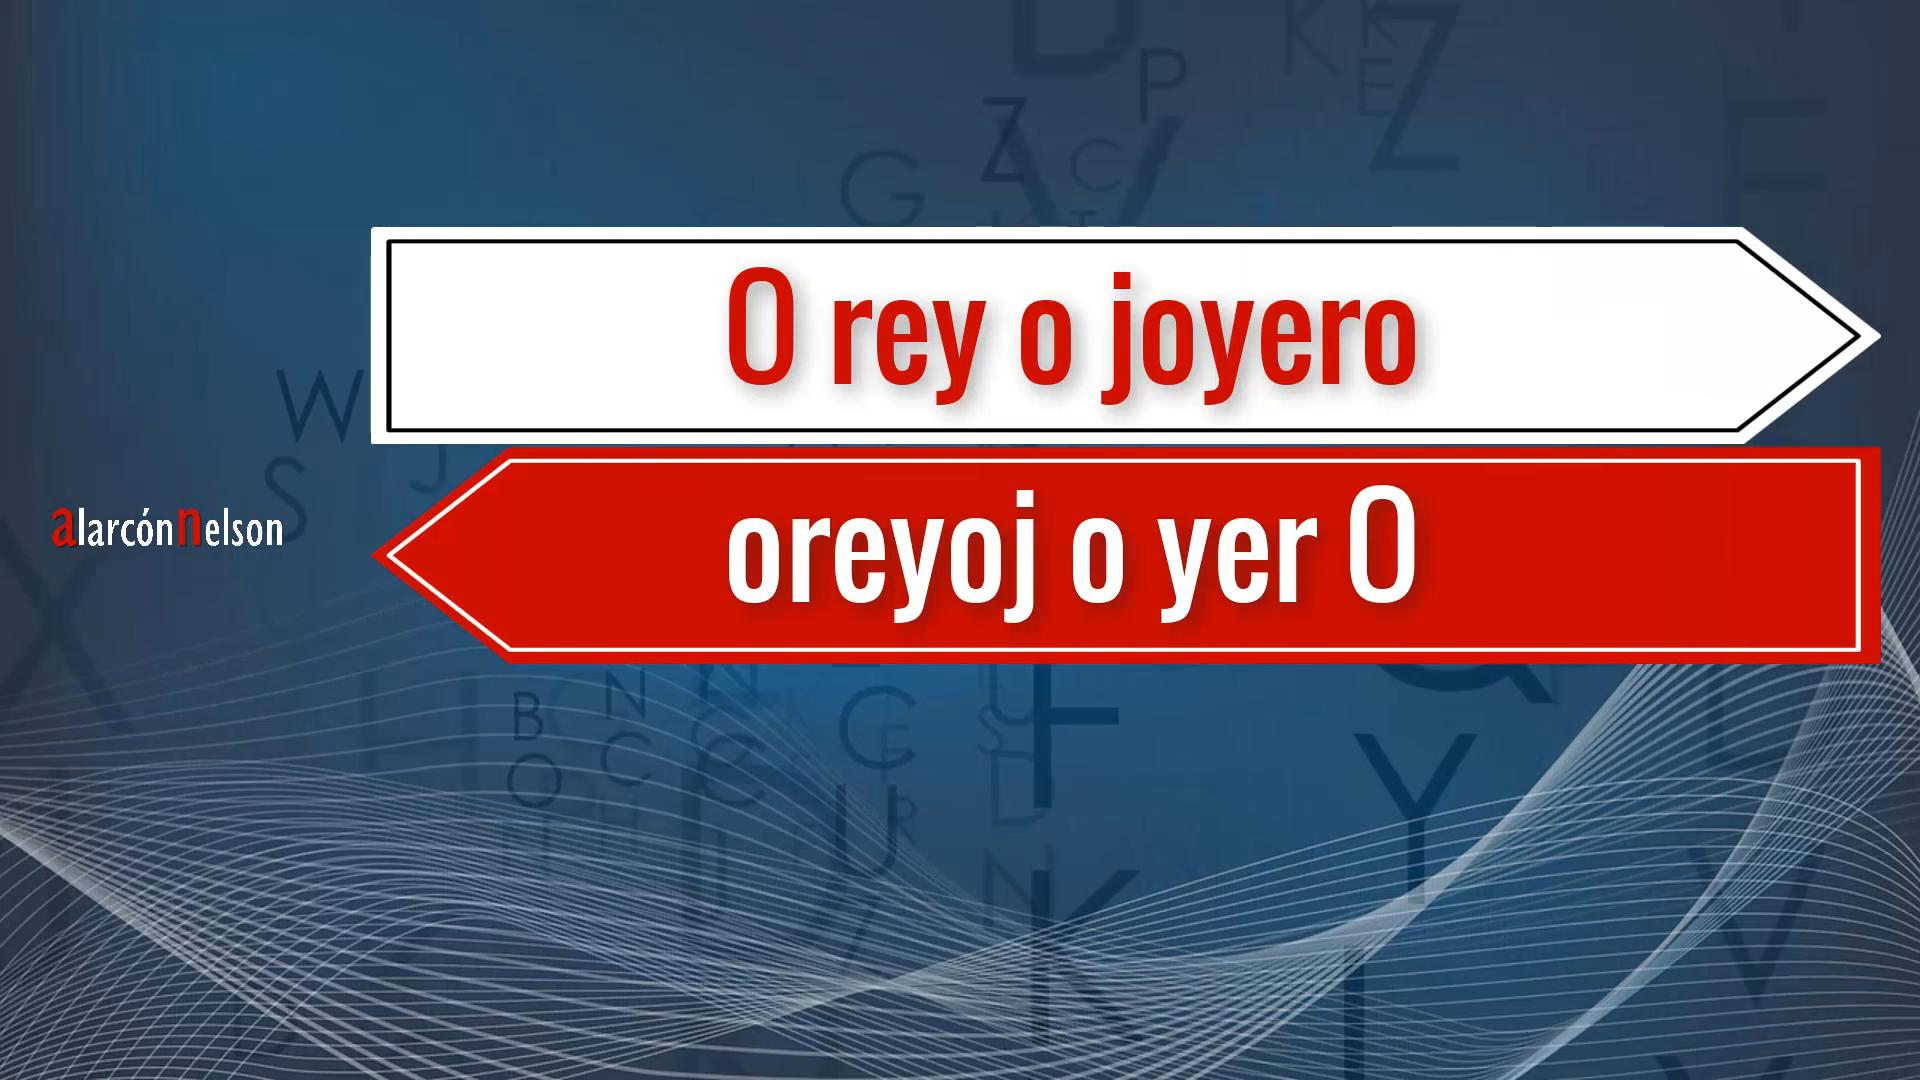 O rey o joyero
oreyoj o yer O
alarcónnelson